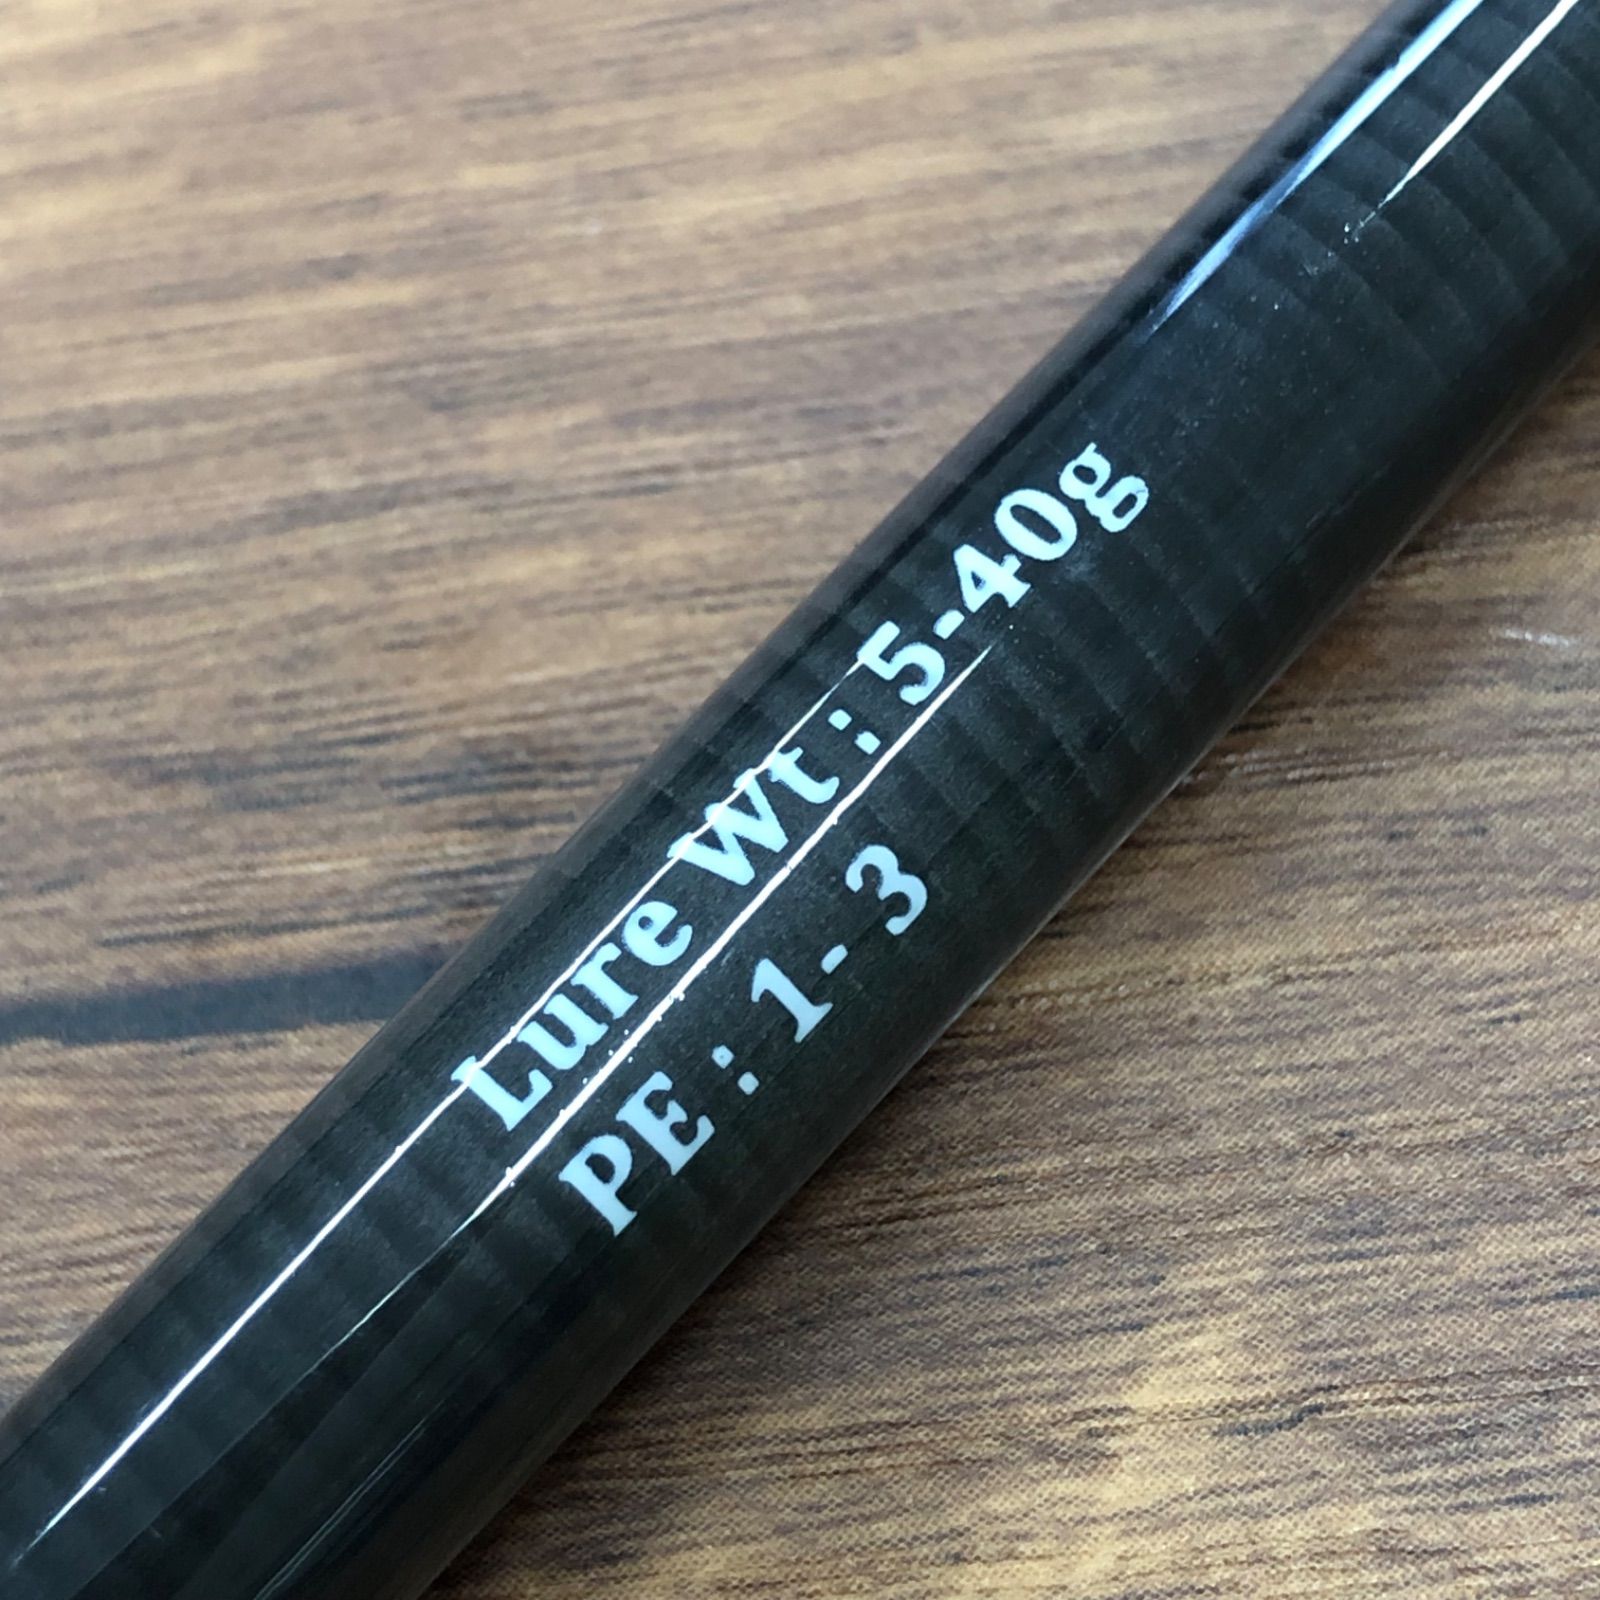 Lure Wt : 5-40g
PE : 1- 3